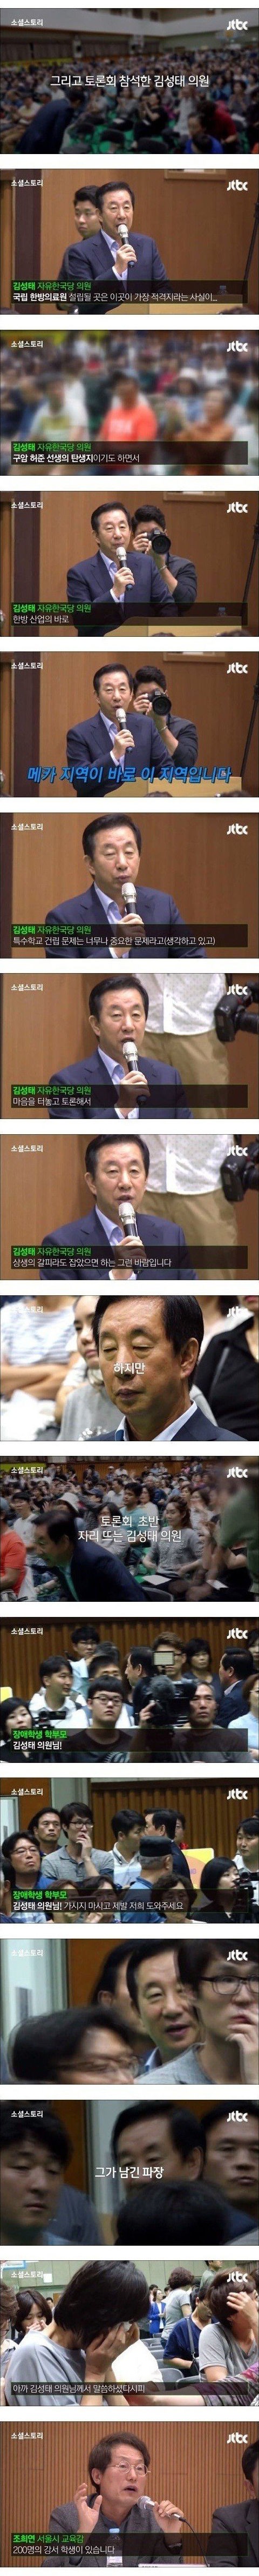 소셜스토리
jtbc
그리고 토론회 참석한 김성태 의원
소셜스토리
jtbc
김성태 자유한국당 의원
국립 한방의료원 설립될 곳은 이곳이 가장 적격지라는 사실이...
소셜스토리
jtbc
김성태 자유한국당 의원
구암 허준 선생의 탄생지이기도 하면서
소셜스토리
jtbc
김성태 자유한국당 의원
한방 산업의 바로
소셜스토리
jtbc
메카 지역이 바로 이 지역입니다
소셜스토리
jtbc
김성태 자유한국당 의원
특수학교 건립 문제는 너무나 중요한 문제라고(생각하고 있고)
소셜스토리
jtbc
김성태 자유한국당 의원
마음을 터놓고 토론해서
소셜스토리
jtbc
김성태 자유한국당 의원
상생의 갈피라도 잡았으면 하는 그런 바람입니다
소셜스토리
jtbc
하지만
소셜스토리
jtbc
토론회 초반
자리 뜨는 김성태 의원
소셜스토리
jtbc
장애학생 학부모
김성태 의원님!
소셜스토리
jtbc
장애학생 학부모
김성태 의원님! 가시지 마시고 제발 저희 도와주세요
소셜스토리
jtbc
소셜스토리
jtbc
그가 남긴 파장
소셜스토리
jtbc
아까 김성태 의원님께서 말씀하셨다시피
소셜스토리
jtbc
조희연 서울시 교육감
200명의 강서 학생이 있습니다